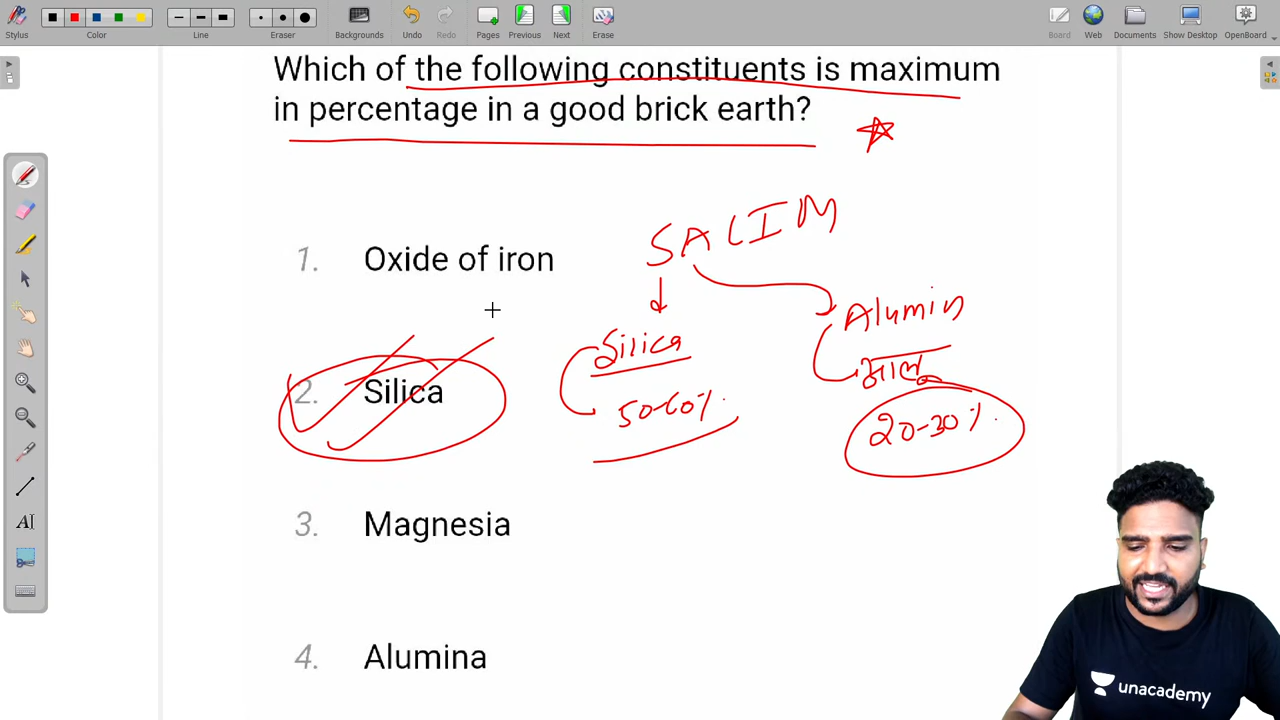 Stylus
Color
Line
Eraser
Backgrounds
Undo
Redo
Pages
Previous
Next
Erase
Board
Web
Documents
Show Desktop
OpenBoard
Which of the following constituents is maximum
in percentage in a good brick earth?
SALIM
1. Oxide of iron
Alumin
Silica
2. Silica
50-60%
20-30%
3. Magnesia
4. Alumina
unacademy